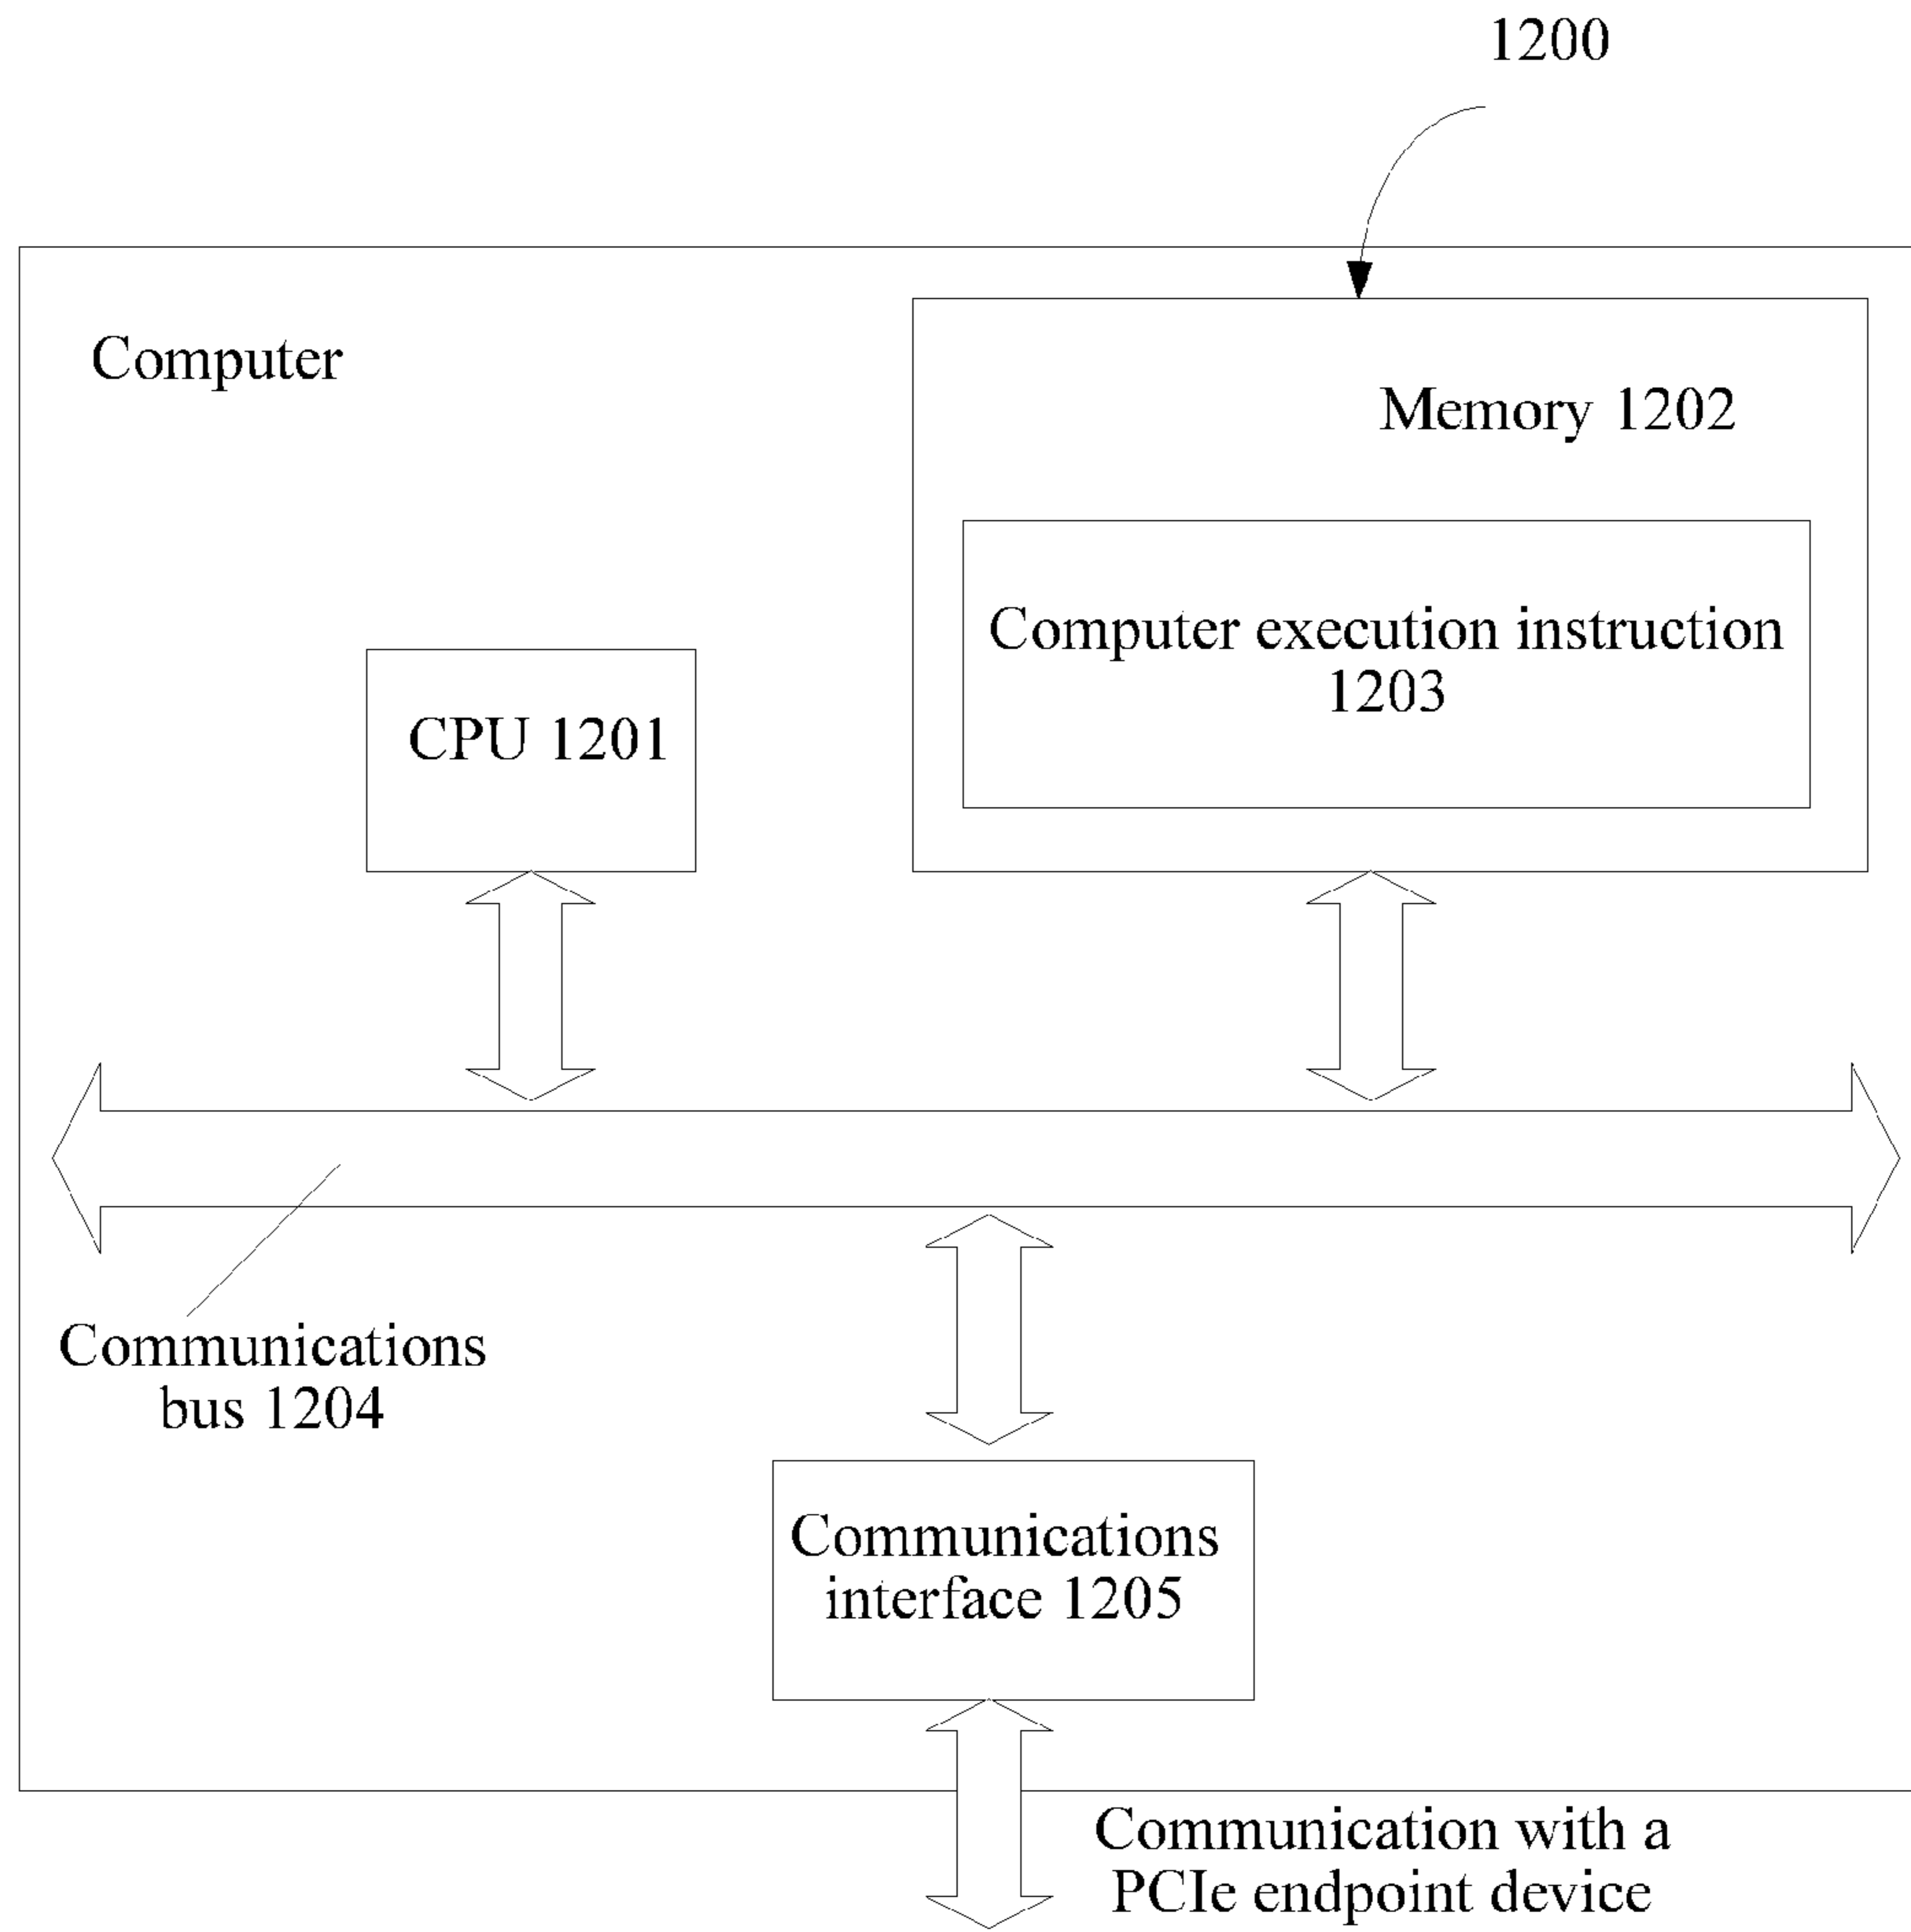 1200
Computer
Memory 1202
Computer execution instruction
1203
CPU 1201
Communications
bus 1204
Communications
interface 1205
Communication with a
PCIe endpoint device